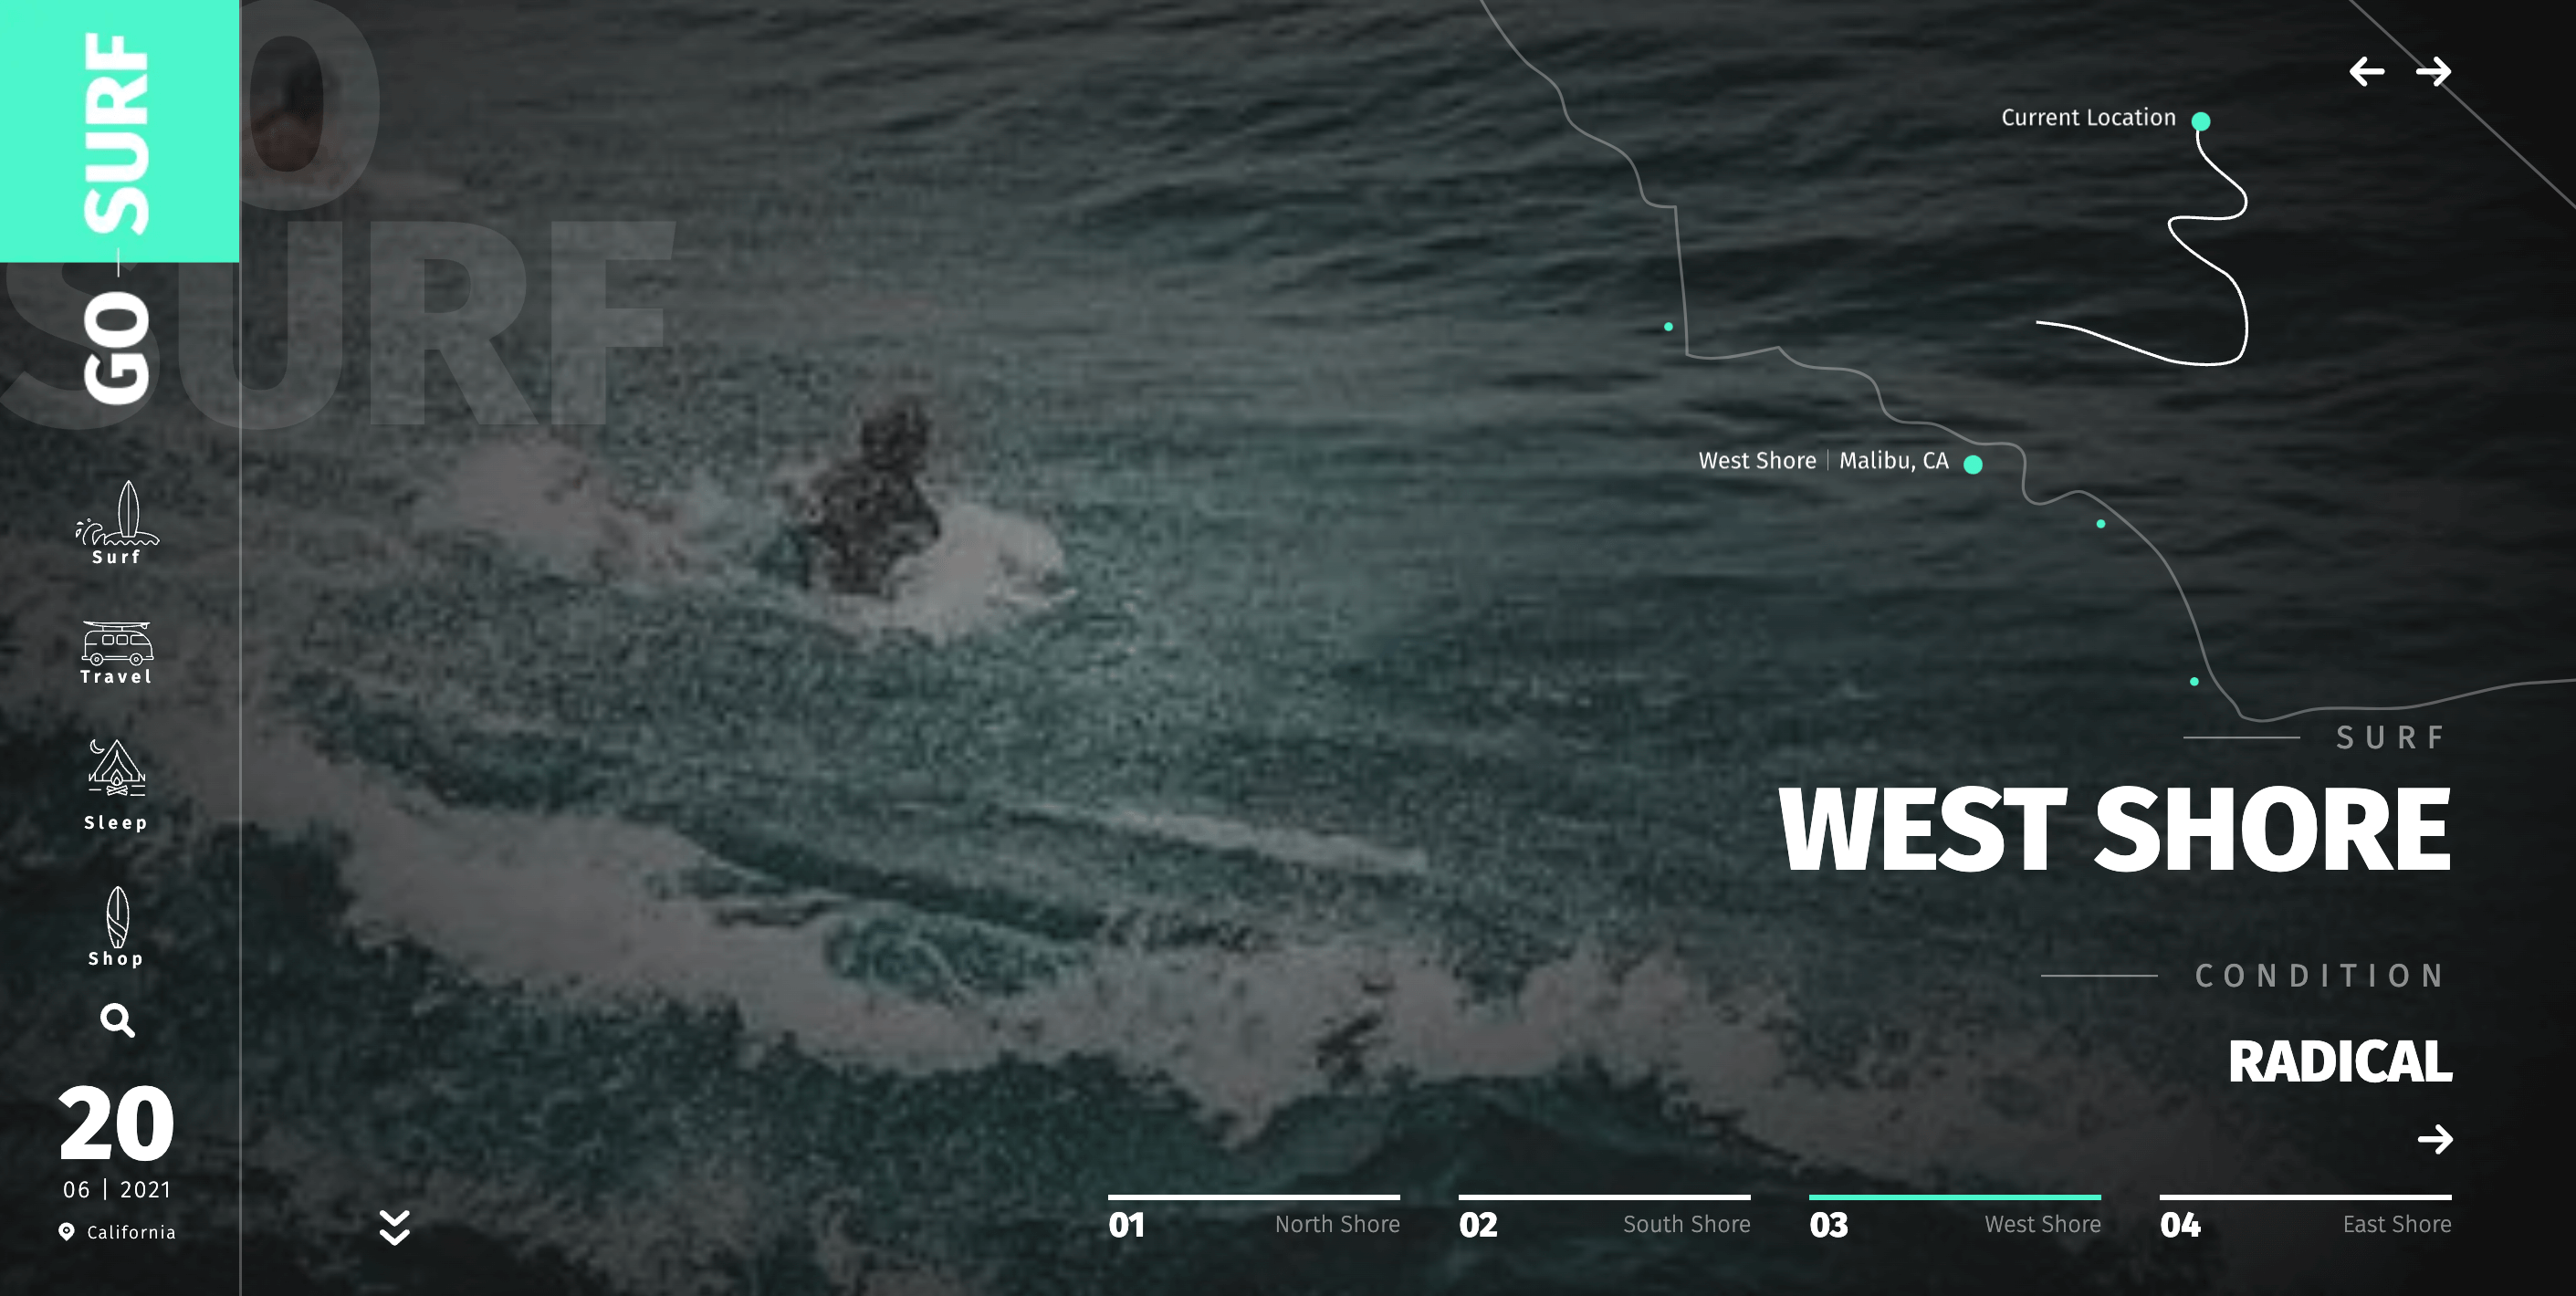 GO — SURF
GO
SURF
Surf
Travel
Sleep
Shop
20
06 | 2021
California
Current Location
West Shore | Malibu, CA
SURF
WEST SHORE
CONDITION
RADICAL
01 North Shore
02 South Shore
03 West Shore
04 East Shore